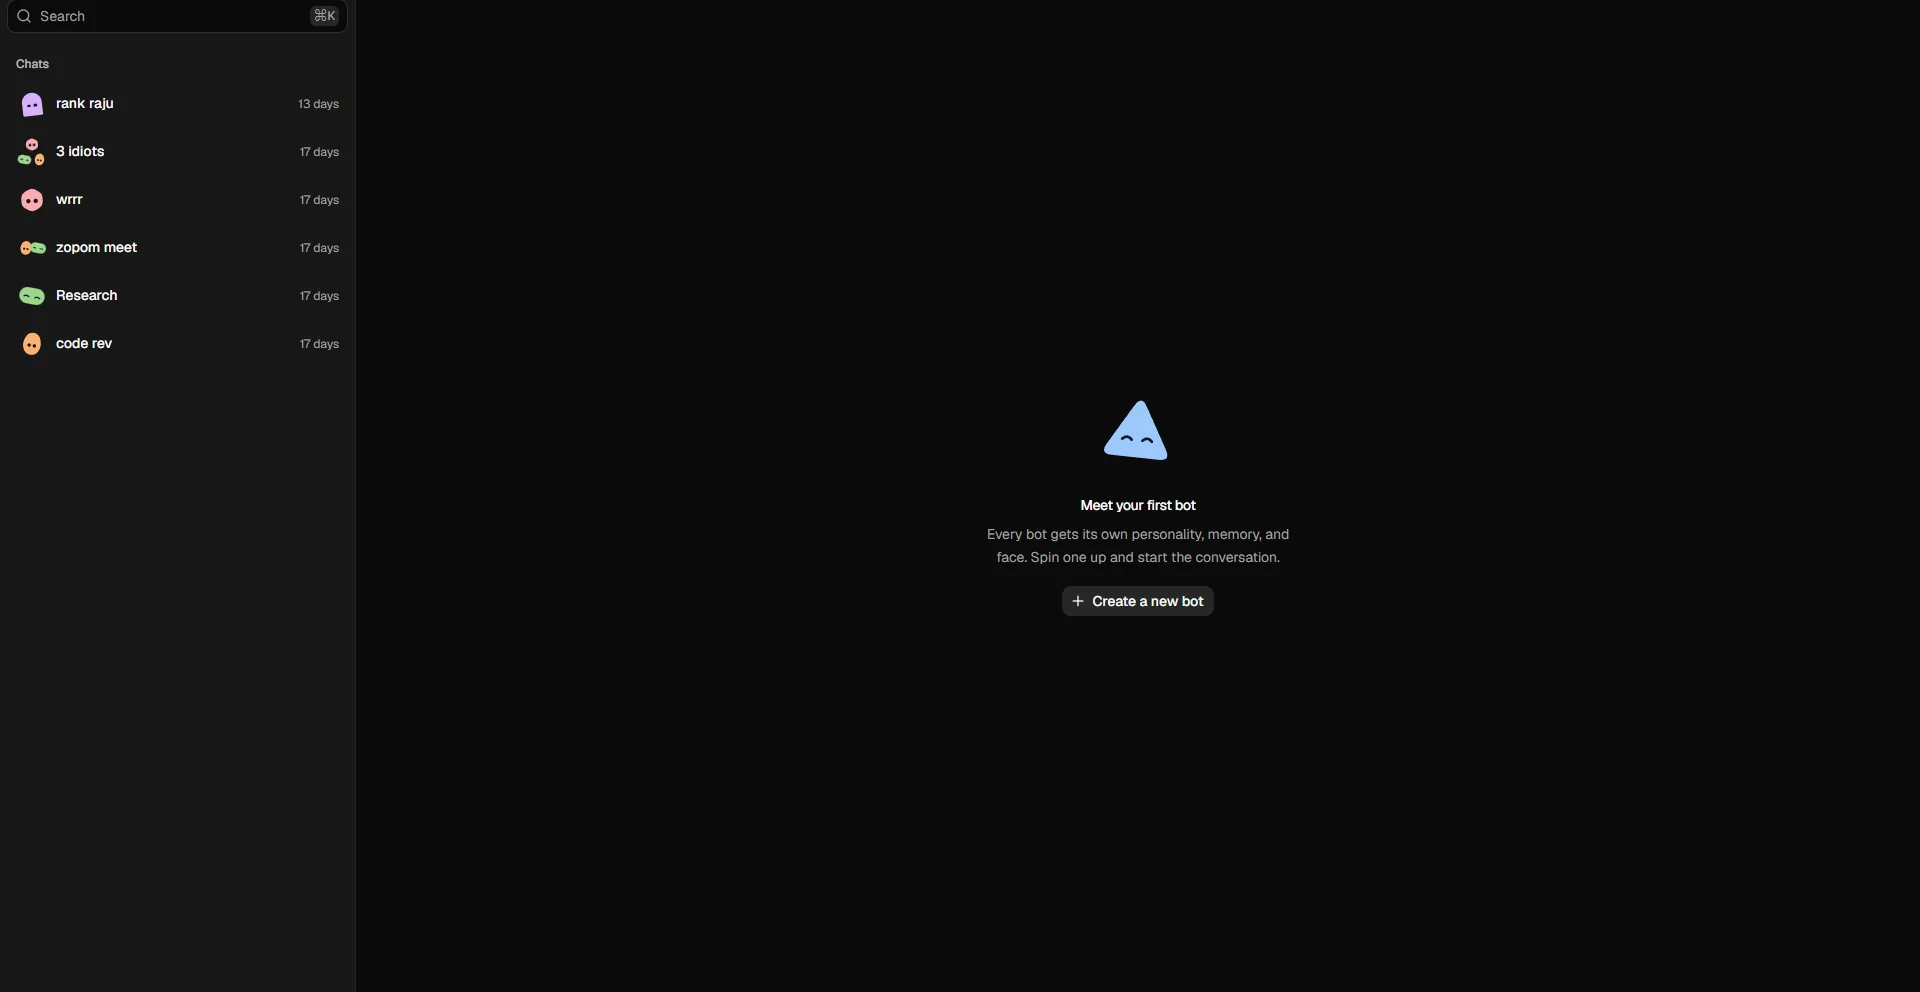 Search ⌘K
Chats
rank raju 13 days
3 idiots 17 days
wrrr 17 days
zopom meet 17 days
Research 17 days
code rev 17 days
Meet your first bot
Every bot gets its own personality, memory, and
face. Spin one up and start the conversation.
+ Create a new bot